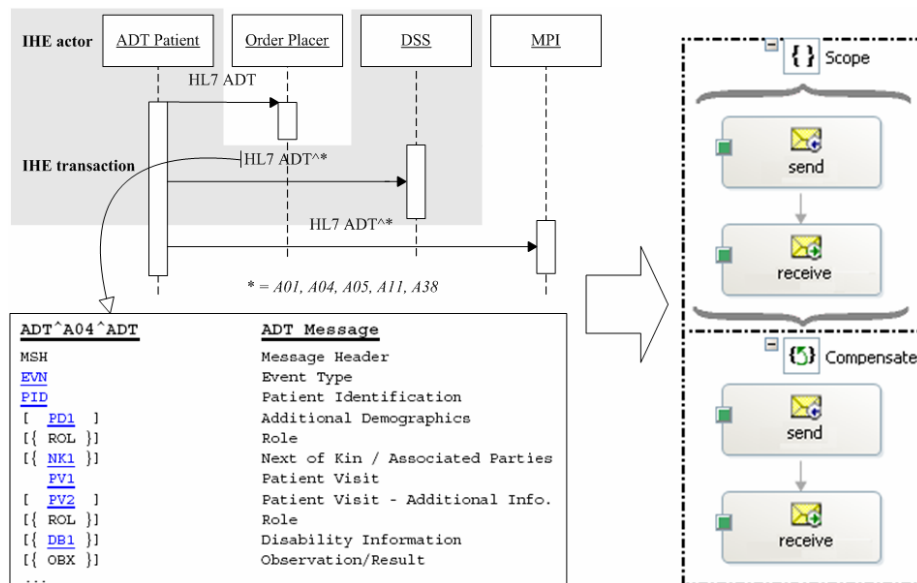 IHE actor
ADT Patient
Order Placer
DSS
MPI
HL7 ADT
IHE transaction
HL7 ADT^*
HL7 ADT^*
* = A01, A04, A05, A11, A38
ADT^A04^ADT ADT Message
MSH Message Header
EVN Event Type
PID Patient Identification
[ PD1 ] Additional Demographics
[{ ROL }] Role
[{ NK1 }] Next of Kin / Associated Parties
PV1 Patient Visit
[ PV2 ] Patient Visit - Additional Info.
[{ ROL }] Role
[{ DB1 }] Disability Information
[{ OBX }] Observation/Result
...
{ } Scope
send
receive
{ } Compensate
send
receive